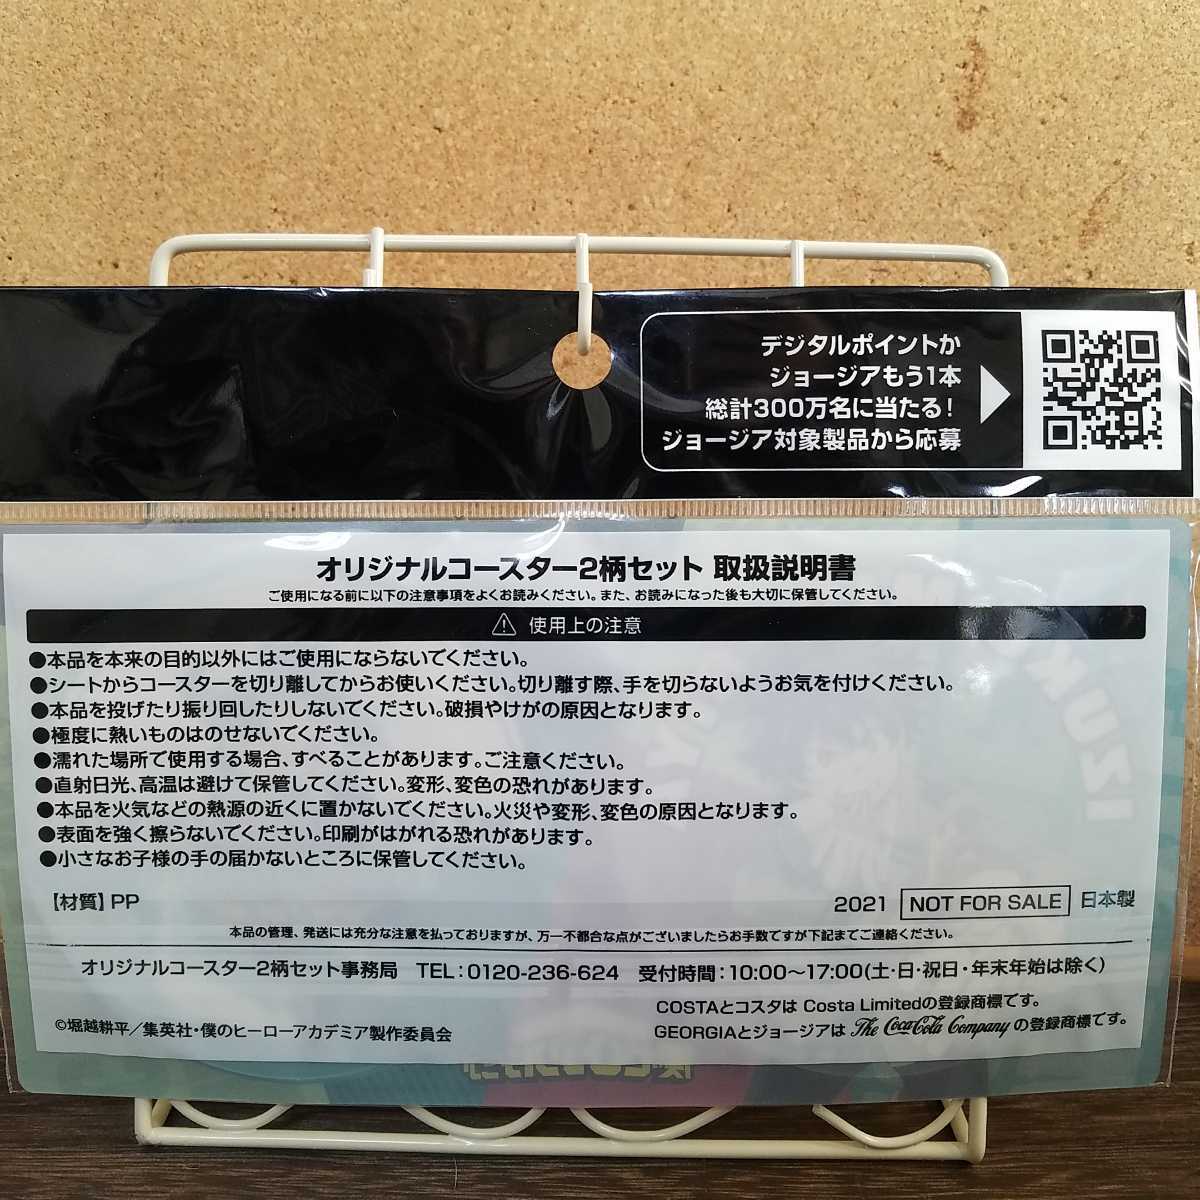 デジタルポイントか
ジョージアもう1本
総計300万名に当たる！
ジョージア対象製品から応募
オリジナルコースター2柄セット 取扱説明書
ご使用になる前に以下の注意事項をよくお読みください。また、お読みになった後も大切に保管してください。
使用上の注意
●本品を本来の目的以外にはご使用にならないでください。
●シートからコースターを切り離してからお使いください。切り離す際、手を切らないようお気を付けください。
●本品を投げたり振り回したりしないでください。破損やけがの原因となります。
●極度に熱いものはのせないでください。
●濡れた場所で使用する場合、すべることがあります。ご注意ください。
●直射日光、高温は避けて保管してください。変形、変色の恐れがあります。
●本品を火気などの熱源の近くに置かないでください。火災や変形、変色の原因となります。
●表面を強く擦らないでください。印刷がはがれる恐れがあります。
●小さなお子様の手の届かないところに保管してください。
【材質】PP
2021 NOT FOR SALE 日本製
本品の管理、発送には充分な注意を払っておりますが、万一不都合な点がございましたらお手数ですが下記までご連絡ください。
オリジナルコースター2柄セット事務局 TEL：0120-236-624 受付時間：10:00〜17:00(土・日・祝日・年末年始は除く)
COSTAとコスタは Costa Limitedの登録商標です。
©堀越耕平／集英社・僕のヒーローアカデミア製作委員会
GEORGIAとジョージアは The Coca-Cola Company の登録商標です。
IZUKU